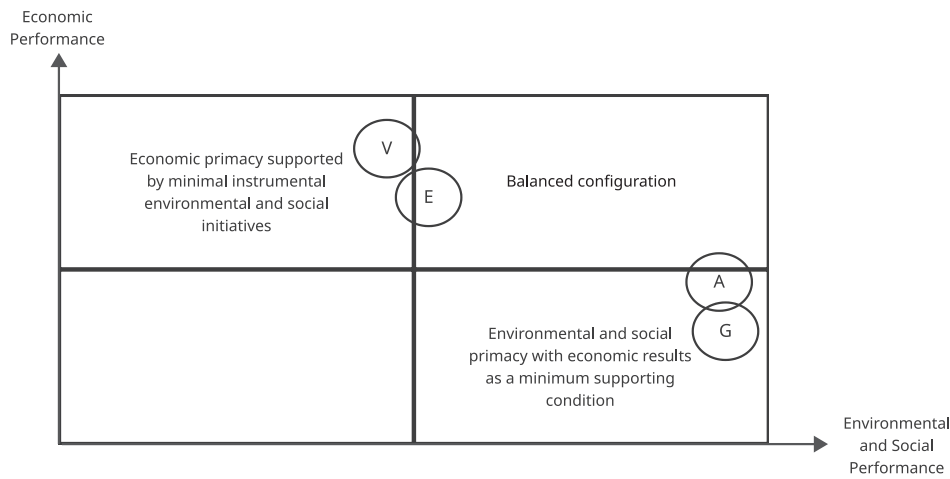 Economic
Performance
V
Economic primacy supported
by minimal instrumental
environmental and social
initiatives
E
Balanced configuration
A
G
Environmental and social
primacy with economic results
as a minimum supporting
condition
Environmental
and Social
Performance